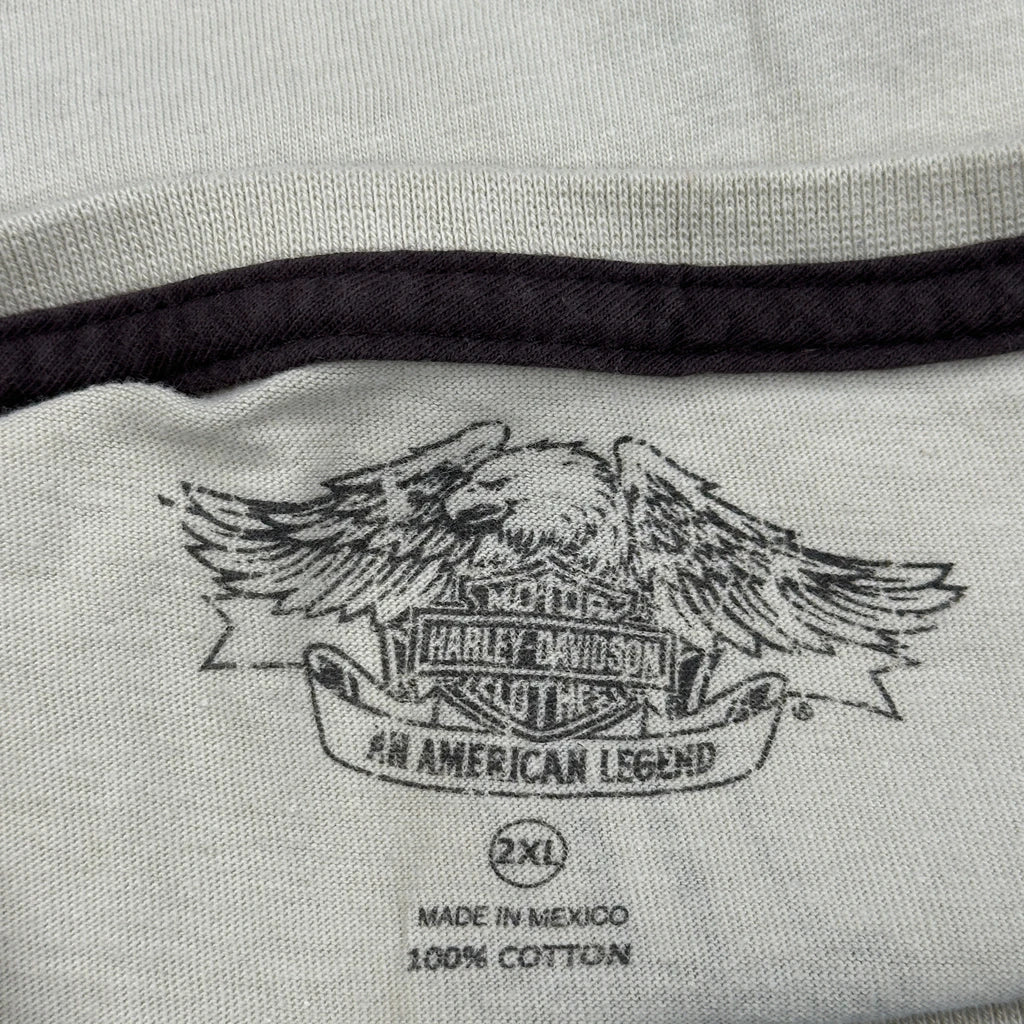 MOTOR
HARLEY-DAVIDSON
CLOTHES
AN AMERICAN LEGEND
®
2XL
MADE IN MEXICO
100% COTTON